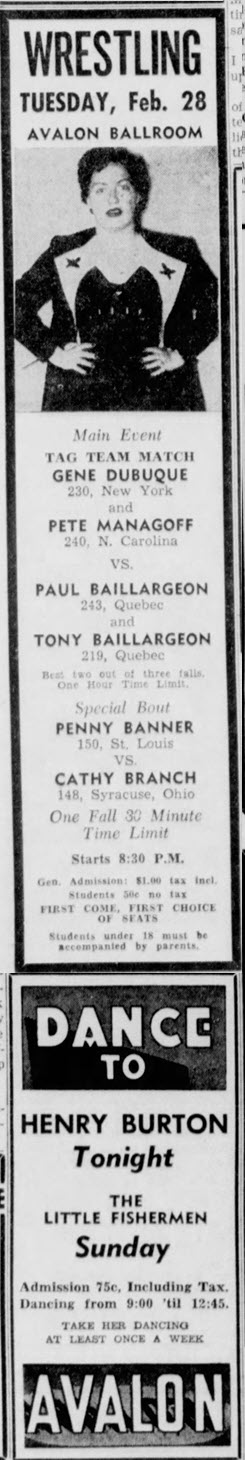 WRESTLING
TUESDAY, Feb. 28
AVALON BALLROOM
Main Event
TAG TEAM MATCH
GENE DUBUQUE
230, New York
and
PETE MANAGOFF
240, N. Carolina
VS.
PAUL BAILLARGEON
243, Quebec
and
TONY BAILLARGEON
219, Quebec
Best two out of three falls.
One Hour Time Limit.
Special Bout
PENNY BANNER
150, St. Louis
VS.
CATHY BRANCH
148, Syracuse, Ohio
One Fall 30 Minute
Time Limit
Starts 8:30 P.M.
Gen. Admission: $1.00 tax incl.
Students 50c no tax
FIRST COME, FIRST CHOICE
OF SEATS
Students under 18 must be
accompanied by parents.
DANCE
TO
HENRY BURTON
Tonight
THE
LITTLE FISHERMEN
Sunday
Admission 75c, Including Tax.
Dancing from 9:00 'til 12:45.
TAKE HER DANCING
AT LEAST ONCE A WEEK
AVALON